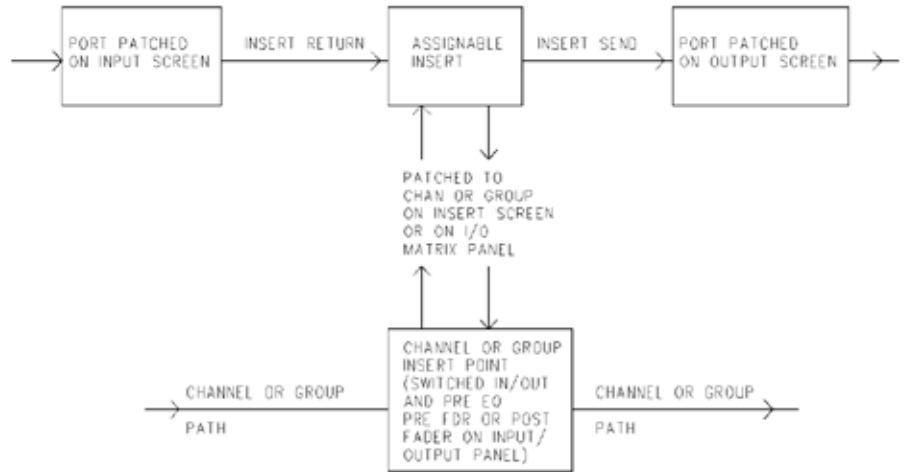 PORT PATCHED
ON INPUT SCREEN
INSERT RETURN
ASSIGNABLE
INSERT
INSERT SEND
PORT PATCHED
ON OUTPUT SCREEN
PATCHED TO
CHAN OR GROUP
ON INSERT SCREEN
OR ON I/O
MATRIX PANEL
CHANNEL OR GROUP
PATH
CHANNEL OR GROUP
INSERT POINT
(SWITCHED IN/OUT
AND PRE EQ
PRE FDR OR POST
FADER ON INPUT/
OUTPUT PANEL)
CHANNEL OR GROUP
PATH